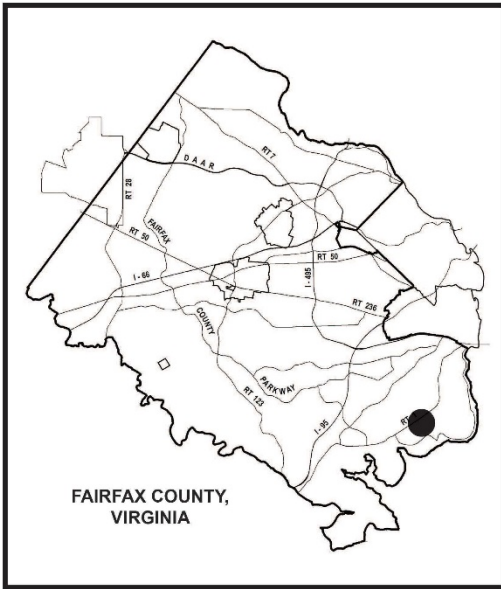 RT 7
D A A R
RT 28
FAIRFAX
RT 50
RT 50
I - 66
I - 495
RT 236
COUNTY
PARKWAY
RT 123
I - 95
RT
FAIRFAX COUNTY,
VIRGINIA